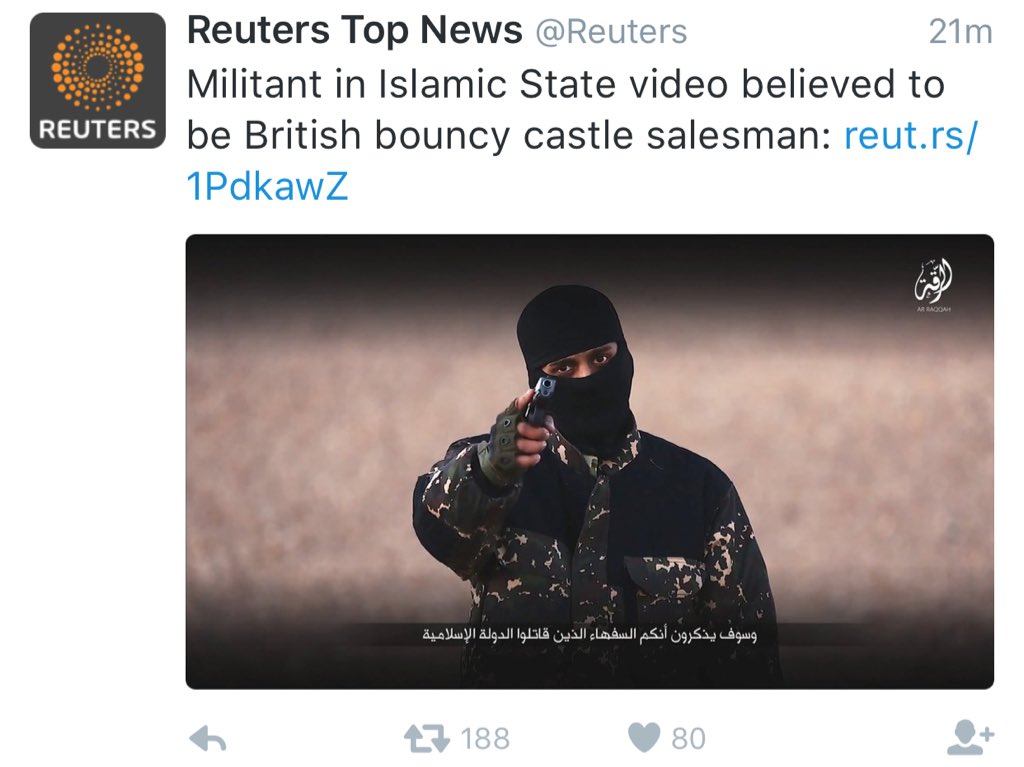 REUTERS
Reuters Top News @Reuters 21m
Militant in Islamic State video believed to
be British bouncy castle salesman: reut.rs/
1PdkawZ
الرقة
AR RAQQAH
وسوف يذكرون أنكم السفهاء الذين قاتلوا الدولة الإسلامية
188 80